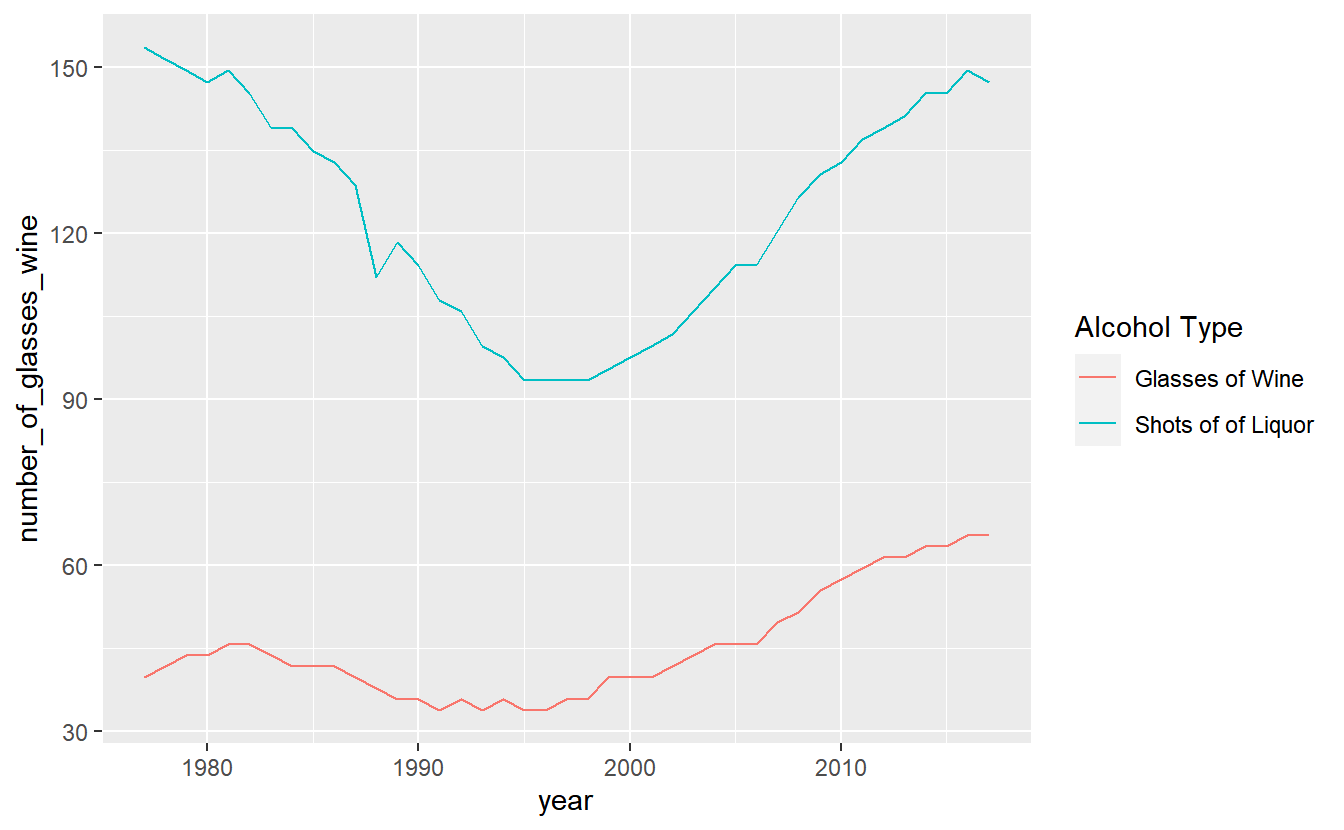 number_of_glasses_wine
150
120
90
60
30
1980 1990 2000 2010
year
Alcohol Type
Glasses of Wine
Shots of of Liquor